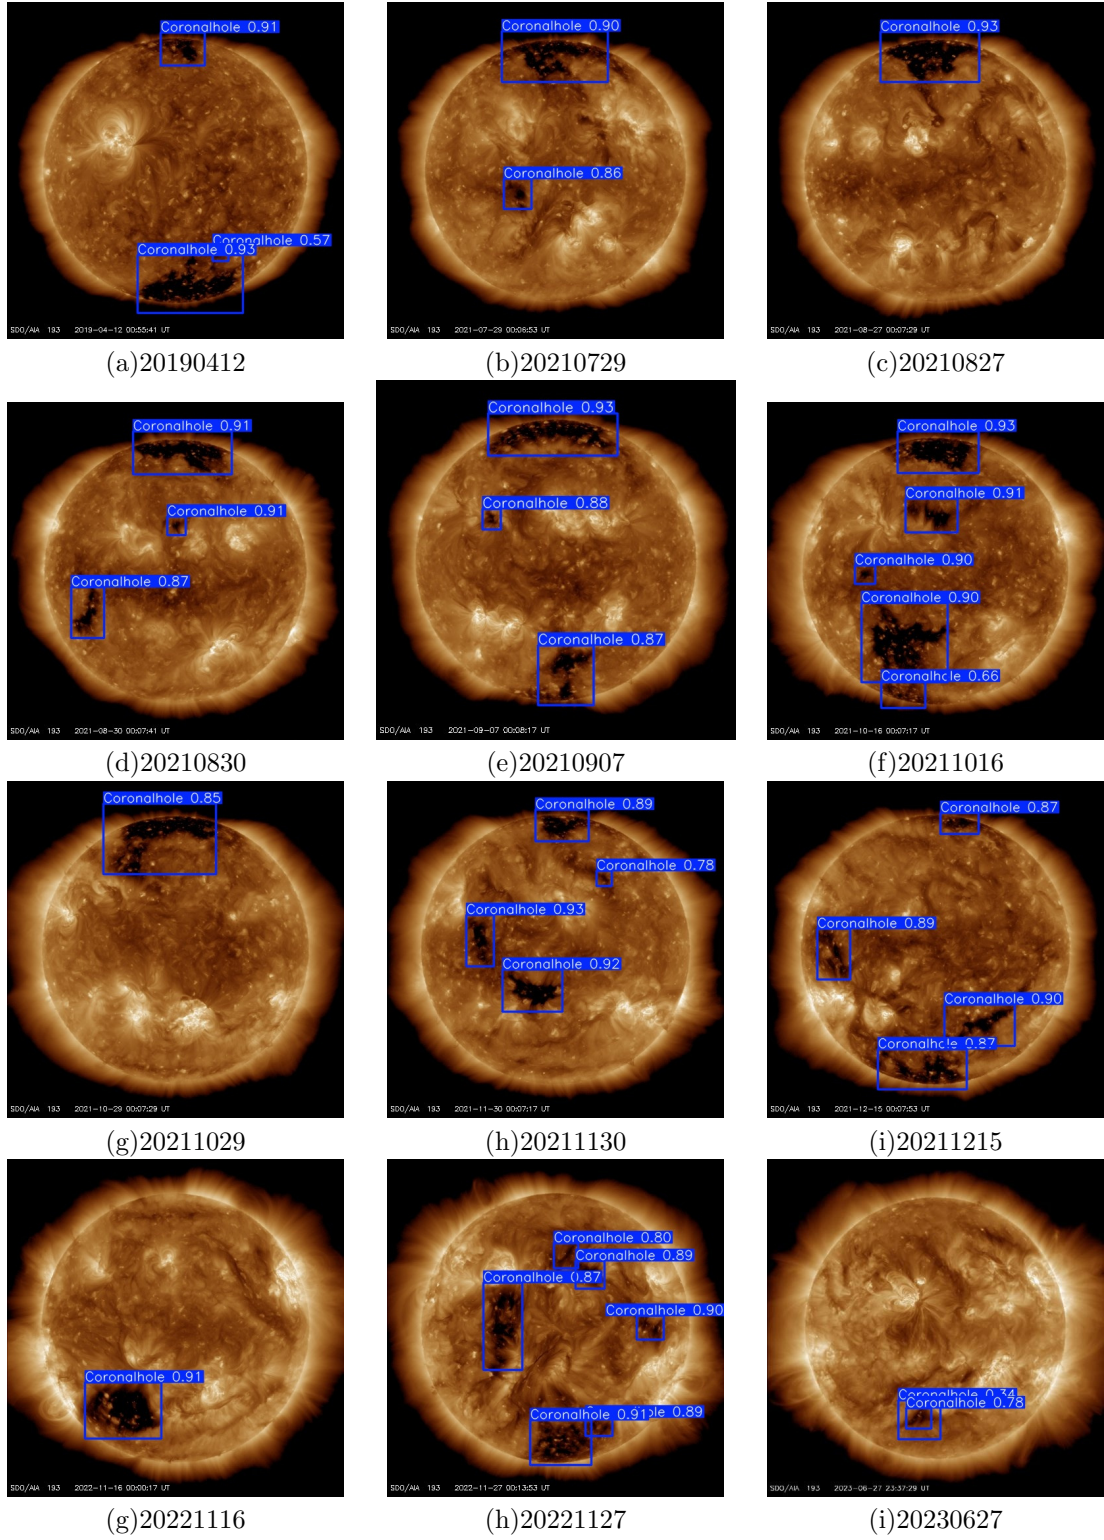 Coronalhole 0.91
Coronalhole 0.57
Coronalhole 0.93
SDO/AIA 193 2019-04-12 00:55:41 UT
(a)20190412
Coronalhole 0.90
Coronalhole 0.86
SDO/AIA 193 2021-07-29 00:06:53 UT
(b)20210729
Coronalhole 0.93
SDO/AIA 193 2021-08-27 00:07:29 UT
(c)20210827
Coronalhole 0.91
Coronalhole 0.91
Coronalhole 0.87
SDO/AIA 193 2021-08-30 00:07:41 UT
(d)20210830
Coronalhole 0.93
Coronalhole 0.88
Coronalhole 0.87
SDO/AIA 193 2021-09-07 00:08:17 UT
(e)20210907
Coronalhole 0.93
Coronalhole 0.91
Coronalhole 0.90
Coronalhole 0.90
Coronalhole 0.66
SDO/AIA 193 2021-10-16 00:07:17 UT
(f)20211016
Coronalhole 0.85
SDO/AIA 193 2021-10-29 00:07:29 UT
(g)20211029
Coronalhole 0.89
Coronalhole 0.78
Coronalhole 0.93
Coronalhole 0.92
SDO/AIA 193 2021-11-30 00:07:17 UT
(h)20211130
Coronalhole 0.87
Coronalhole 0.89
Coronalhole 0.90
Coronalhole 0.87
SDO/AIA 193 2021-12-15 00:07:53 UT
(i)20211215
Coronalhole 0.91
SDO/AIA 193 2022-11-16 00:00:17 UT
(g)20221116
Coronalhole 0.80
Coronalhole 0.89
Coronalhole 0.87
Coronalhole 0.90
Coronalhole 0.91
0.89
SDO/AIA 193 2022-11-27 00:13:53 UT
(h)20221127
Coronalhole 0.34
Coronalhole 0.78
SDO/AIA 193 2023-06-27 23:37:29 UT
(i)20230627